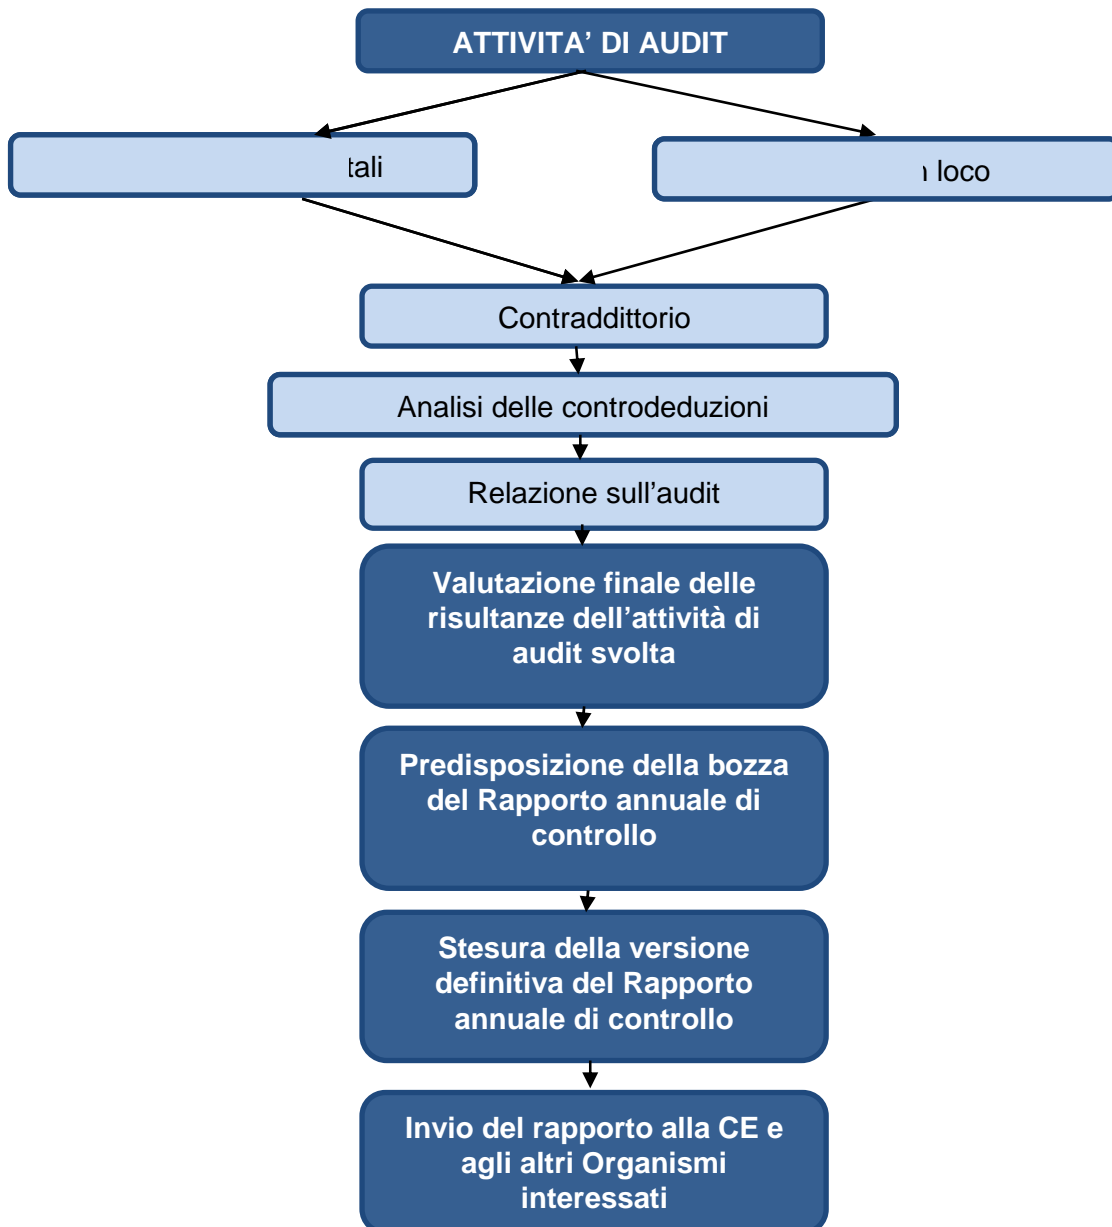 ATTIVITA’ DI AUDIT
tali
loco
Contraddittorio
Analisi delle controdeduzioni
Relazione sull’audit
Valutazione finale delle
risultanze dell’attività di
audit svolta
Predisposizione della bozza
del Rapporto annuale di
controllo
Stesura della versione
definitiva del Rapporto
annuale di controllo
Invio del rapporto alla CE e
agli altri Organismi
interessati